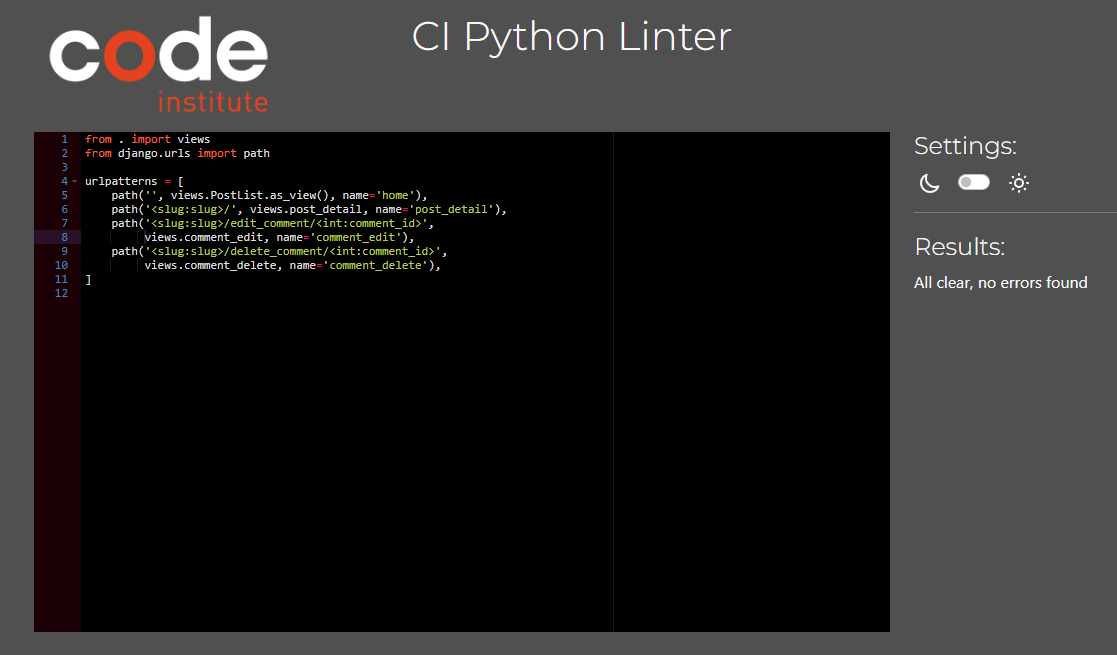 code
institute
CI Python Linter
1 from . import views
2 from django.urls import path
3
4 urlpatterns = [
5     path('', views.PostList.as_view(), name='home'),
6     path('<slug:slug>/', views.post_detail, name='post_detail'),
7     path('<slug:slug>/edit_comment/<int:comment_id>',
8          views.comment_edit, name='comment_edit'),
9     path('<slug:slug>/delete_comment/<int:comment_id>',
10         views.comment_delete, name='comment_delete'),
11 ]
12
Settings:
Results:
All clear, no errors found